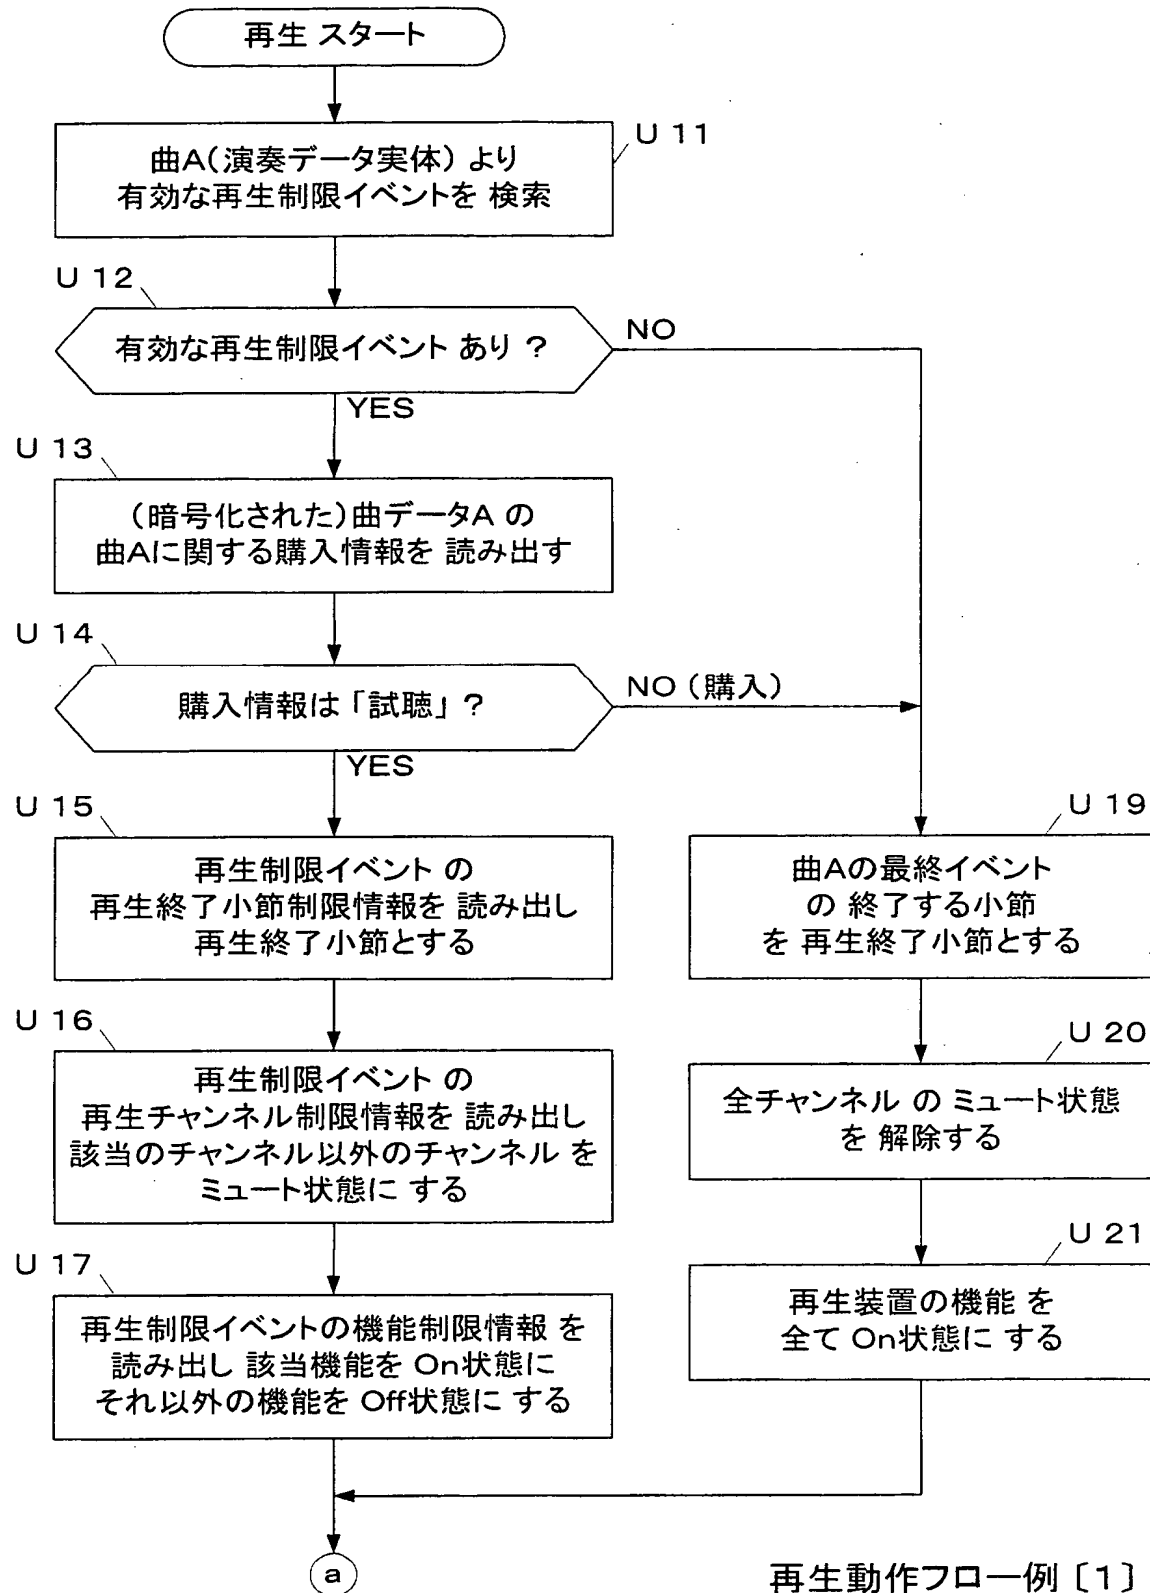 再生 スタート
U 11
曲A(演奏データ実体) より
有効な再生制限イベントを 検索
U 12
有効な再生制限イベント あり ?
NO
YES
U 13
(暗号化された)曲データA の
曲Aに関する購入情報を 読み出す
U 14
購入情報は「試聴」 ?
NO (購入)
YES
U 15
再生制限イベント の
再生終了小節制限情報を 読み出し
再生終了小節とする
U 19
曲Aの最終イベント
の 終了する小節
を 再生終了小節とする
U 16
再生制限イベント の
再生チャンネル制限情報を 読み出し
該当のチャンネル以外のチャンネル を
ミュート状態に する
U 20
全チャンネル の ミュート状態
を 解除する
U 17
再生制限イベントの機能制限情報 を
読み出し 該当機能を On状態に
それ以外の機能を Off状態に する
U 21
再生装置の機能 を
全て On状態に する
a
再生動作フロー例〔1〕